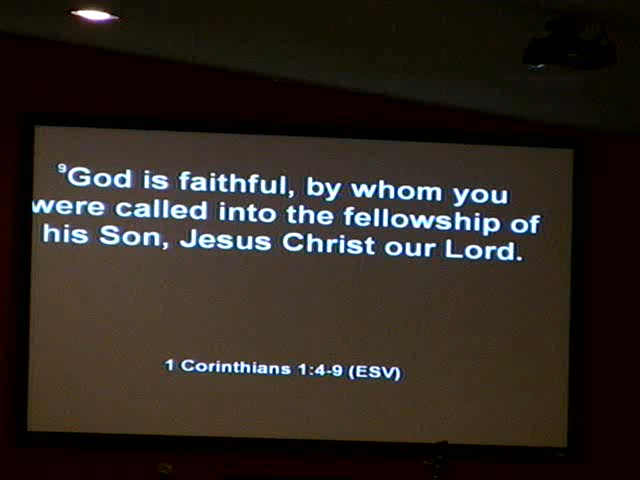 ⁹God is faithful, by whom you
were called into the fellowship of
his Son, Jesus Christ our Lord.
1 Corinthians 1:4-9 (ESV)